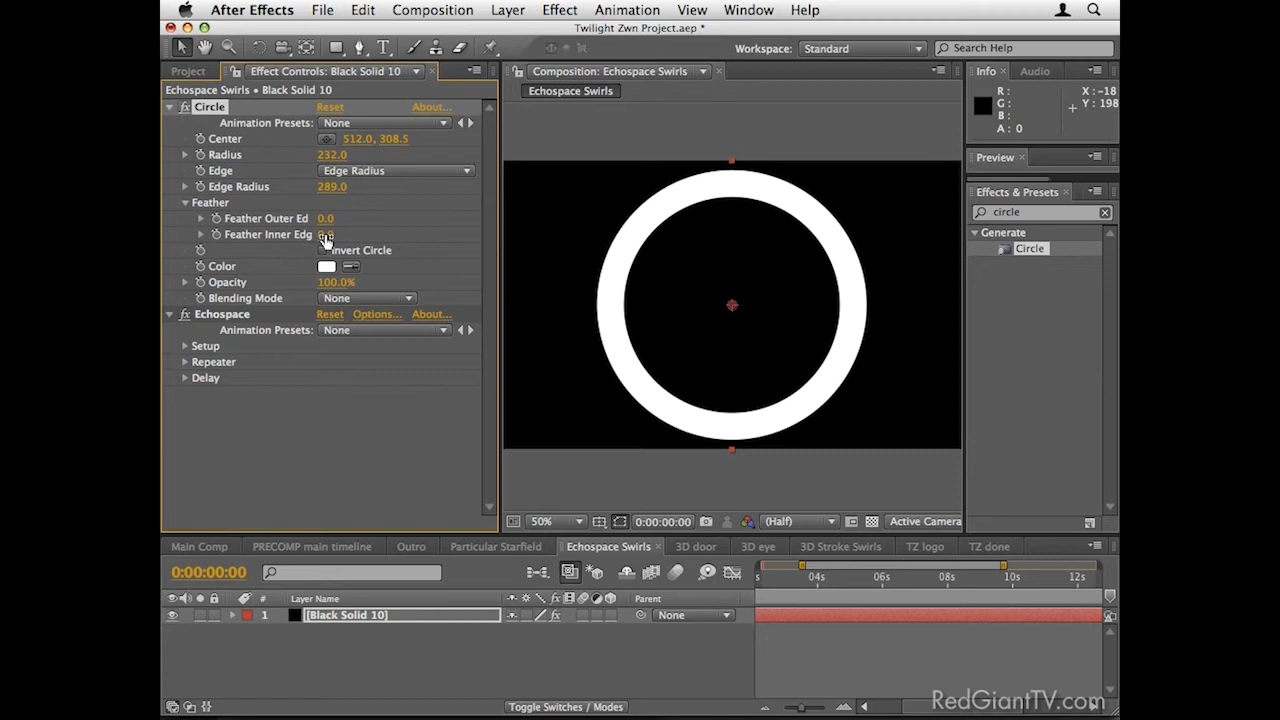 After Effects File Edit Composition Layer Effect Animation View Window Help
Twilight Zwn Project.aep *
Workspace: Standard Search Help
Project Effect Controls: Black Solid 10
Echospace Swirls • Black Solid 10
fx Circle Reset About...
Animation Presets: None
Center 512.0, 308.5
Radius 232.0
Edge Edge Radius
Edge Radius 289.0
Feather
Feather Outer Ed 0.0
Feather Inner Edg
Invert Circle
Color
Opacity 100.0%
Blending Mode None
fx Echospace Reset Options... About...
Animation Presets: None
Setup
Repeater
Delay
Composition: Echospace Swirls
Echospace Swirls
50% 0:00:00:00 (Half) Active Camera
Info Audio
R: X: -18
G: Y: 198
B:
A: 0
Preview
Effects & Presets
circle
Generate
Circle
Main Comp PRECOMP main timeline Outro Particular Starfield Echospace Swirls 3D door 3D eye 3D Stroke Swirls TZ logo TZ done
0:00:00:00
s 04s 06s 08s 10s 12s
# Layer Name fx Parent
1 [Black Solid 10] fx None
Toggle Switches / Modes
RedGiantTV.com